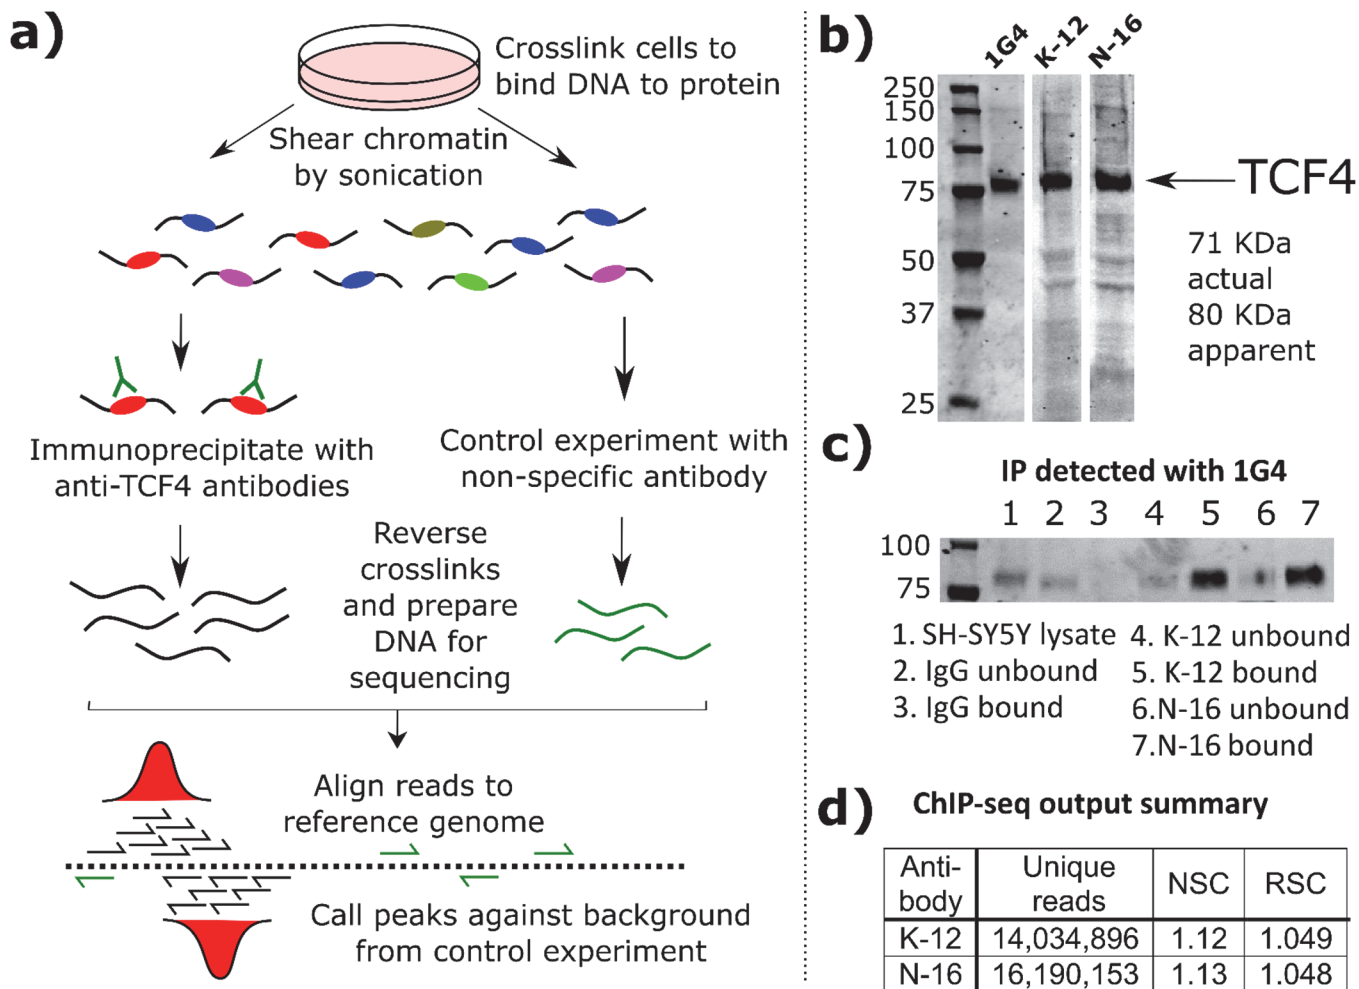 a)
Crosslink cells to
bind DNA to protein
Shear chromatin
by sonication
Immunoprecipitate with
anti-TCF4 antibodies
Control experiment with
non-specific antibody
Reverse
crosslinks
and prepare
DNA for
sequencing
Align reads to
reference genome
Call peaks against background
from control experiment
b)
1G4 K-12 N-16
250
150
100
75
50
37
25
TCF4
71 KDa
actual
80 KDa
apparent
c)
IP detected with 1G4
1 2 3 4 5 6 7
100
75
1. SH-SY5Y lysate
2. IgG unbound
3. IgG bound
4. K-12 unbound
5. K-12 bound
6.N-16 unbound
7.N-16 bound
d)
ChIP-seq output summary
Anti-
body
Unique
reads
NSC
RSC
K-12 14,034,896 1.12 1.049
N-16 16,190,153 1.13 1.048